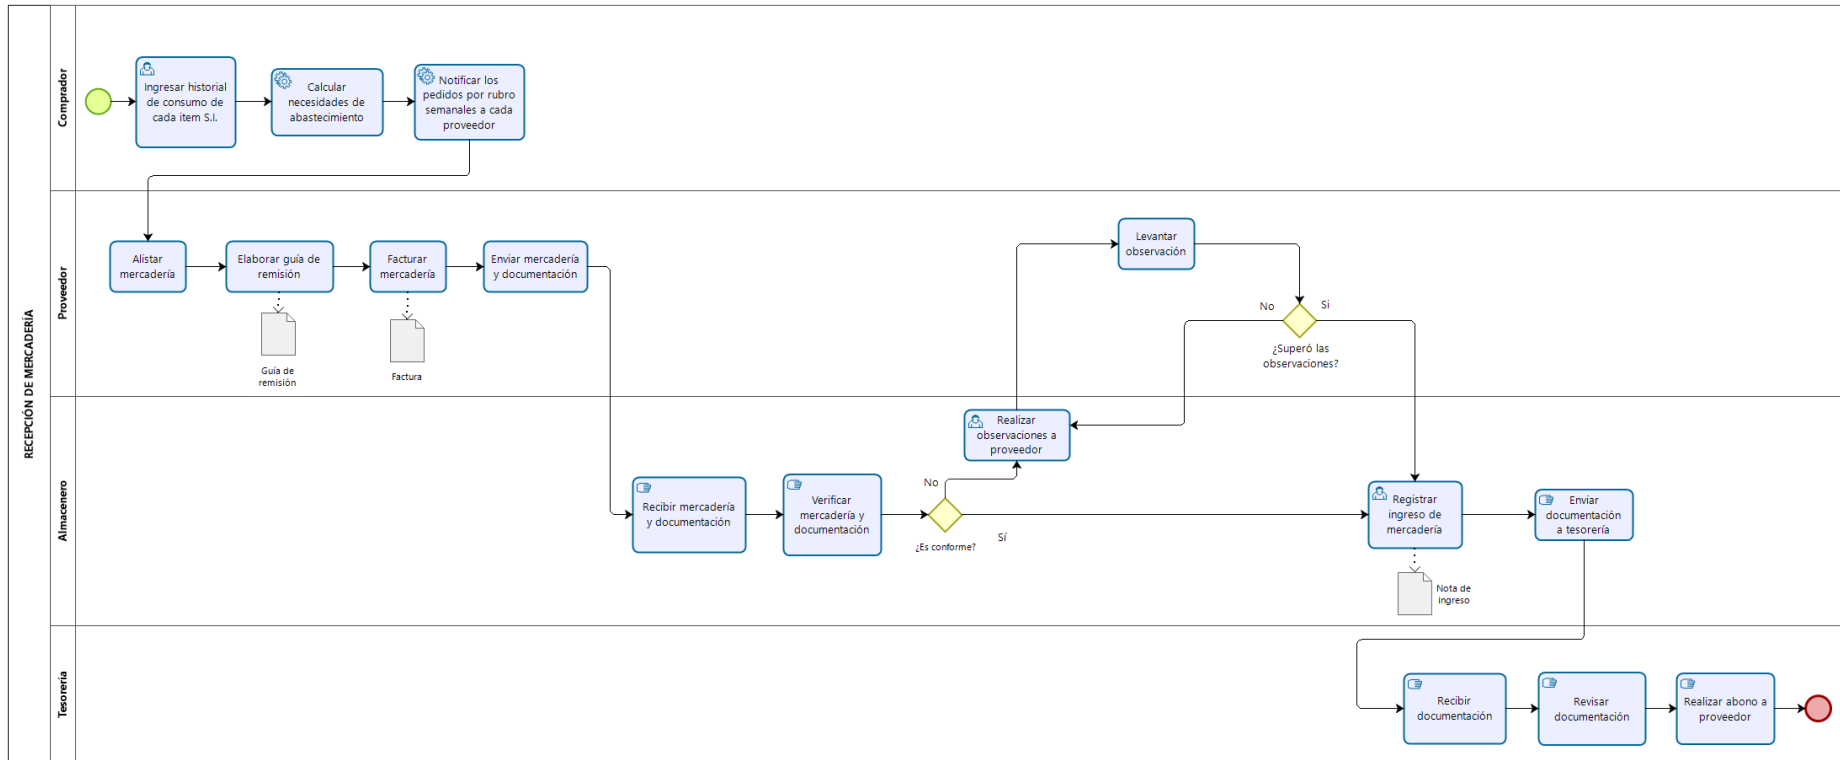 RECEPCIÓN DE MERCADERÍA
Comprador
Ingresar historial
de consumo de
cada item S.I.
Calcular
necesidades de
abastecimiento
Notificar los
pedidos por rubro
semanales a cada
proveedor
Proveedor
Alistar
mercadería
Elaborar guía de
remisión
Guía de
remisión
Facturar
mercadería
Factura
Enviar mercadería
y documentación
Levantar
observación
No
Si
¿Superó las
observaciones?
Almacenero
Recibir mercadería
y documentación
Verificar
mercadería y
documentación
No
¿Es conforme?
Sí
Realizar
observaciones a
proveedor
Registrar
ingreso de
mercadería
Nota de
ingreso
Enviar
documentación
a tesorería
Tesorería
Recibir
documentación
Revisar
documentación
Realizar abono a
proveedor